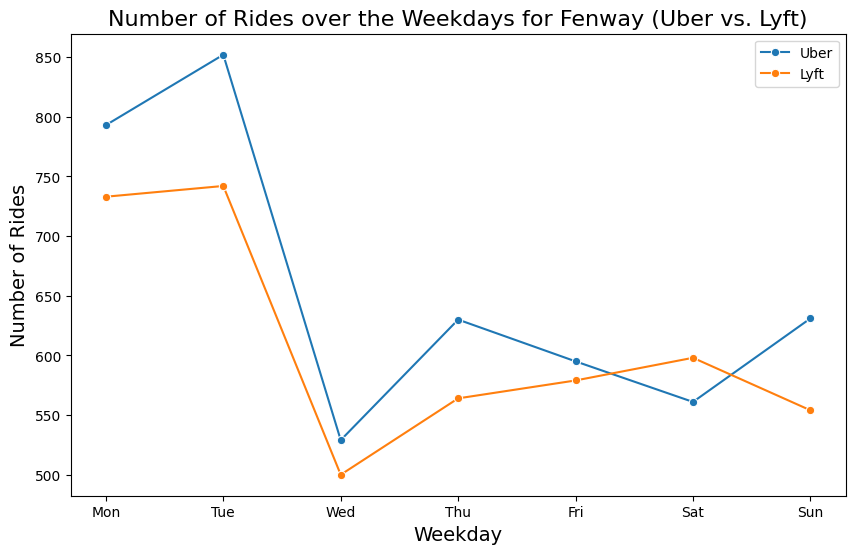 Number of Rides over the Weekdays for Fenway (Uber vs. Lyft)
Uber
Lyft
850
800
750
700
650
600
550
500
Number of Rides
Mon Tue Wed Thu Fri Sat Sun
Weekday